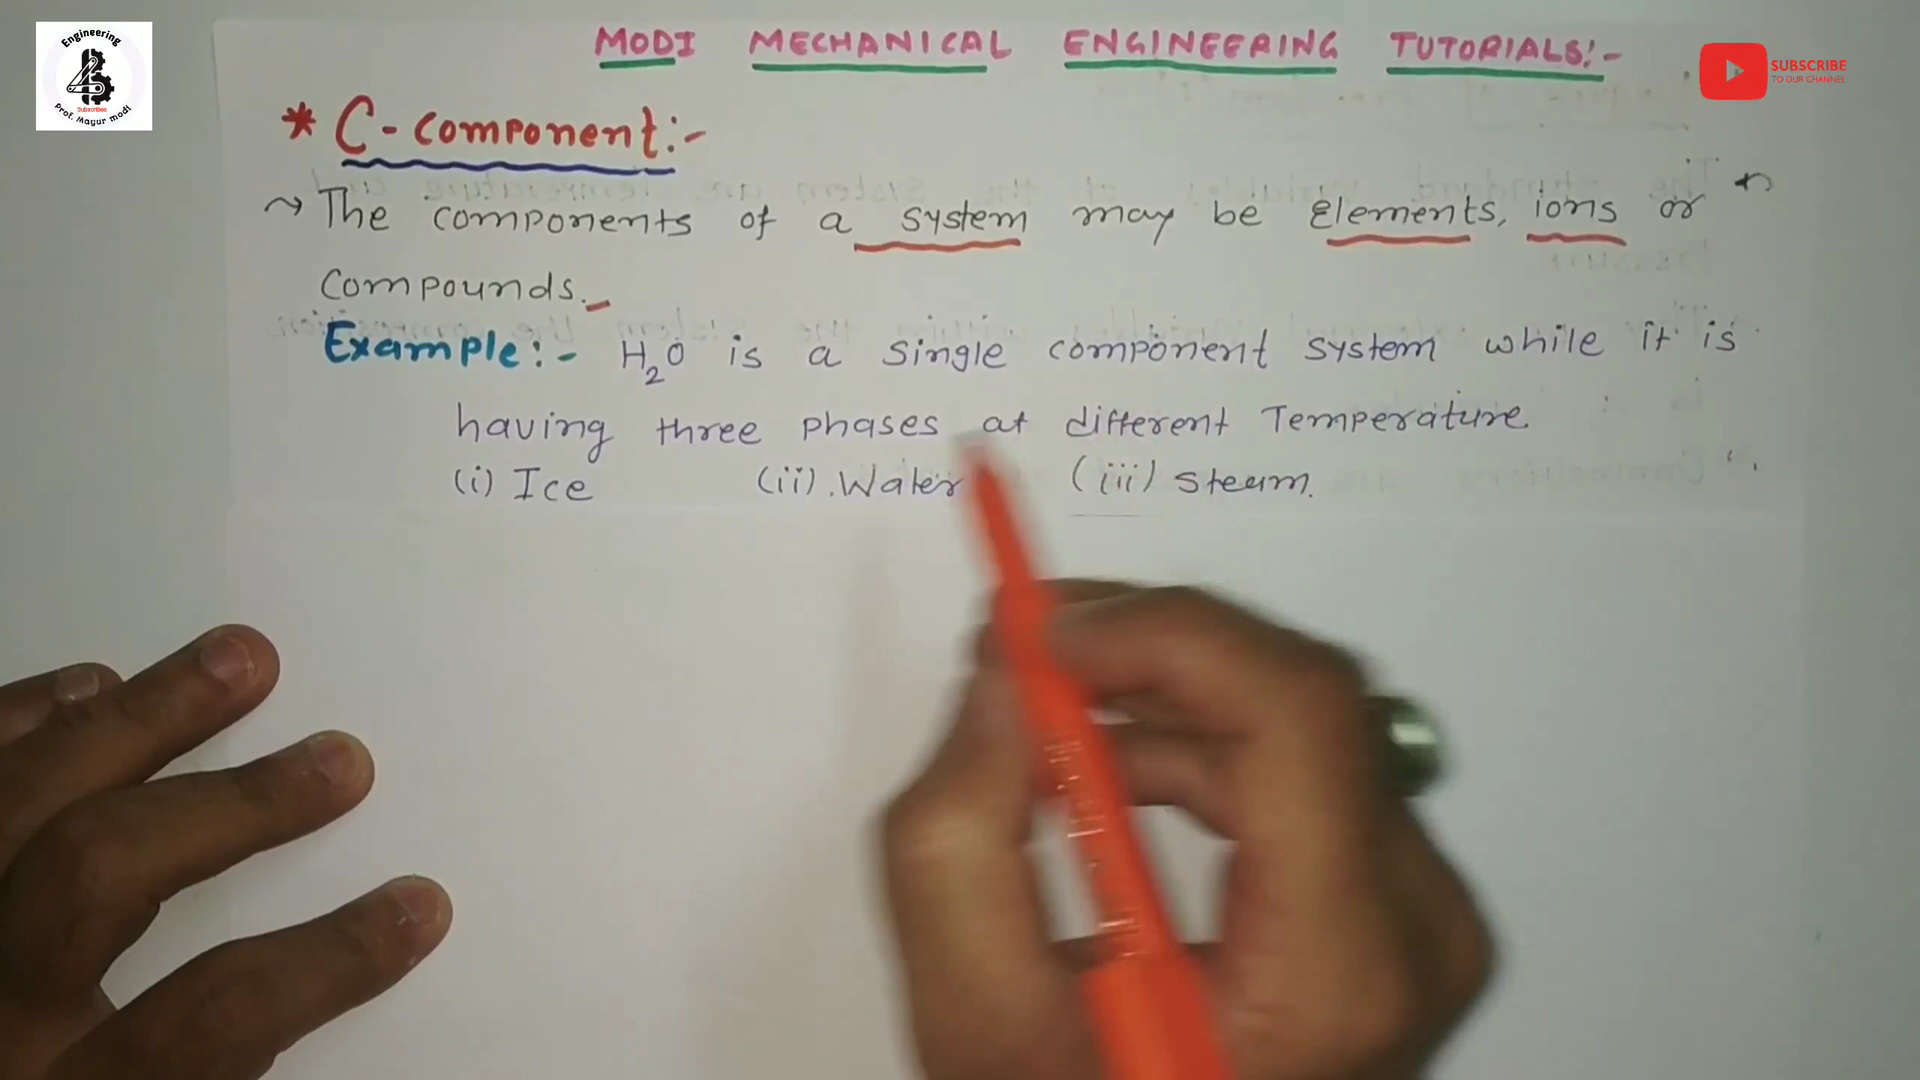 Engineering
Subscribes
Prof. Mayur modi
MODI MECHANICAL ENGINEERING TUTORIALS:-
SUBSCRIBE
TO OUR CHANNEL
* C-component:-
The components of a system may be Elements, ions or
Compounds.
Example:- H₂O is a single component system while it is
having three phases at different Temperature.
(i) Ice (ii). Water (iii) Steam.